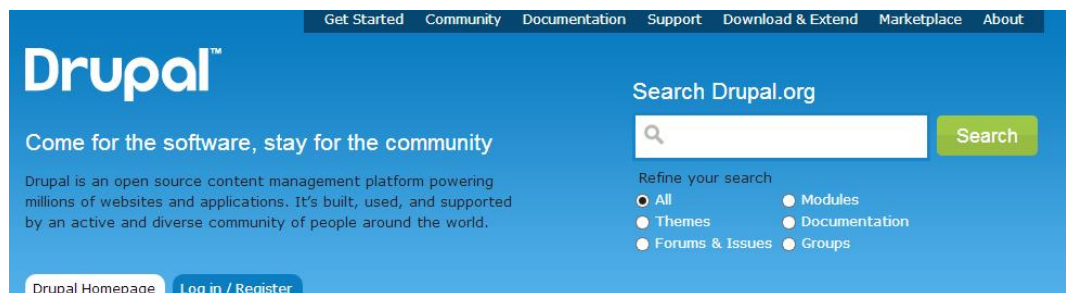 Get Started Community Documentation Support Download & Extend Marketplace About
Drupal™
Come for the software, stay for the community
Drupal is an open source content management platform powering
millions of websites and applications. It's built, used, and supported
by an active and diverse community of people around the world.
Search Drupal.org
Search
Refine your search
All Modules
Themes Documentation
Forums & Issues Groups
Drupal Homepage Log in / Register